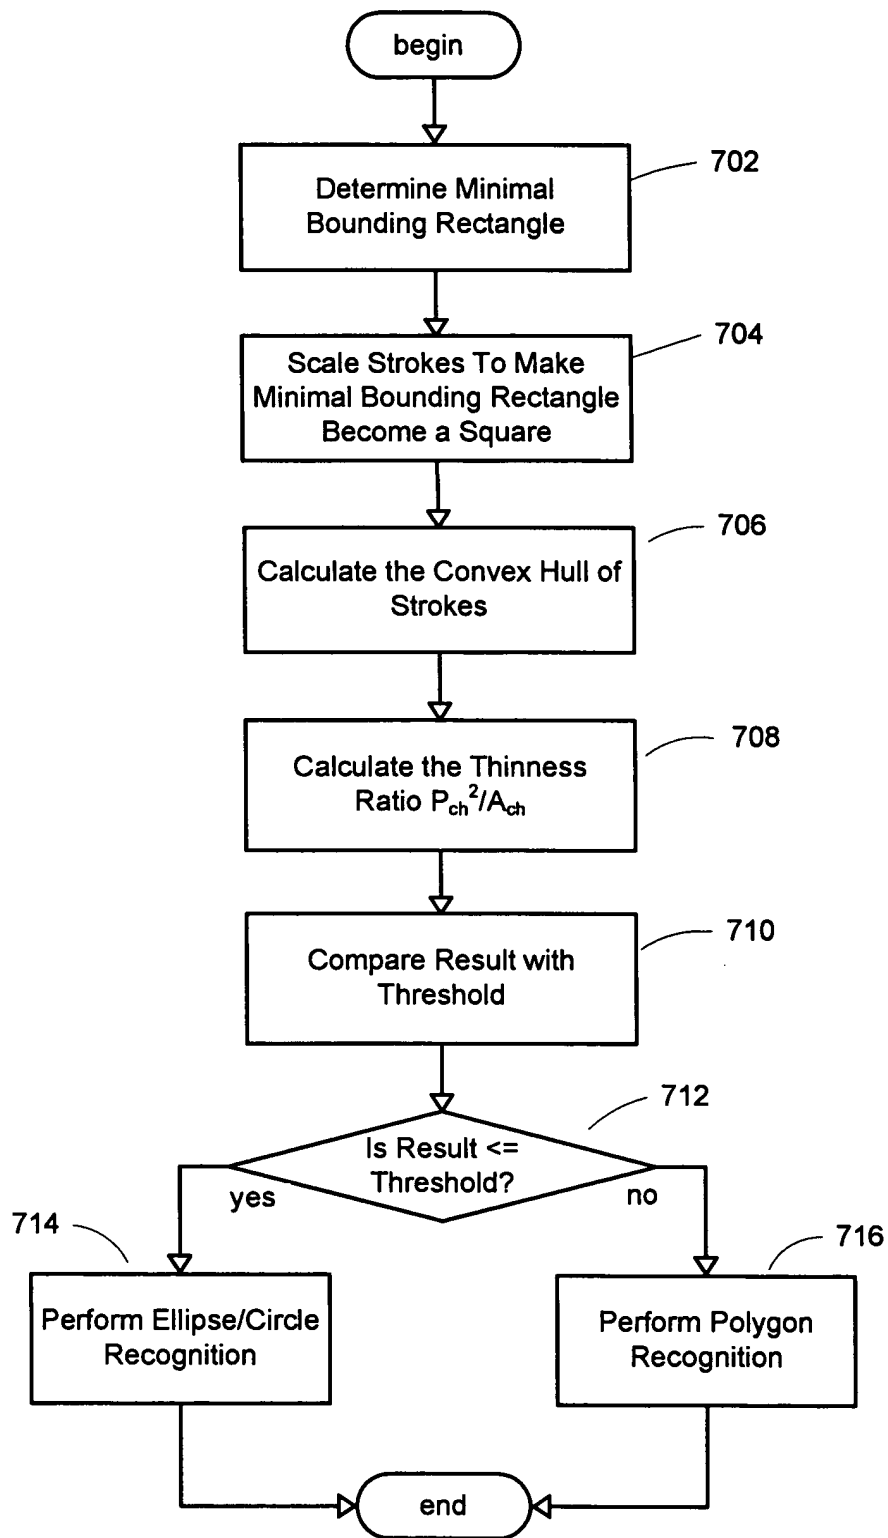 begin
702
Determine Minimal
Bounding Rectangle
704
Scale Strokes To Make
Minimal Bounding Rectangle
Become a Square
706
Calculate the Convex Hull of
Strokes
708
Calculate the Thinness
Ratio P_ch²/A_ch
710
Compare Result with
Threshold
712
Is Result <=
Threshold?
yes
no
714
716
Perform Ellipse/Circle
Recognition
Perform Polygon
Recognition
end